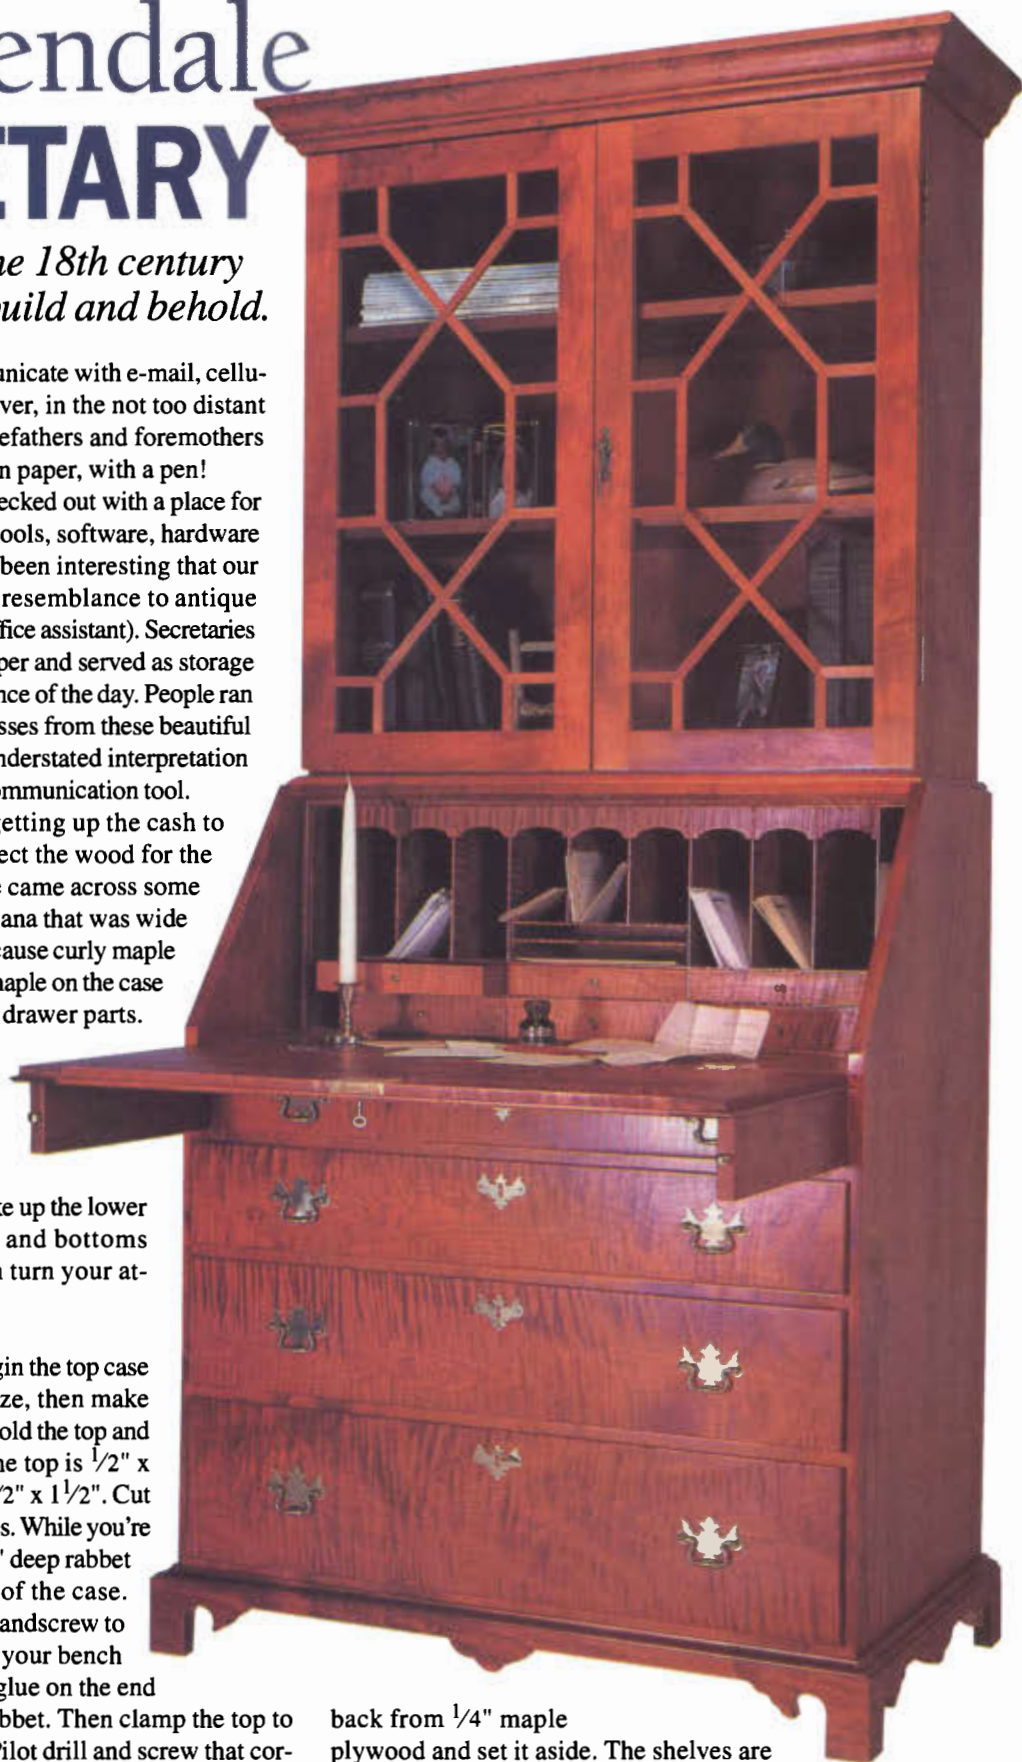 endale
ETARY
ne 18th century
uild and behold.
unicate with e-mail, cellu-
ver, in the not too distant
efathers and foremothers
n paper, with a pen!
ecked out with a place for
ools, software, hardware
been interesting that our
resemblance to antique
fice assistant). Secretaries
per and served as storage
nce of the day. People ran
sses from these beautiful
nderstated interpretation
mmunication tool.
etting up the cash to
ect the wood for the
e came across some
ana that was wide
cause curly maple
naple on the case
drawer parts.
ke up the lower
and bottoms
n turn your at-
gin the top case
ze, then make
old the top and
ne top is 1/2" x
/2" x 1 1/2". Cut
s. While you're
" deep rabbet
of the case.
andscrew to
your bench
glue on the end
bbet. Then clamp the top to
Pilot drill and screw that cor-
back from 1/4" maple
plywood and set it aside. The shelves are